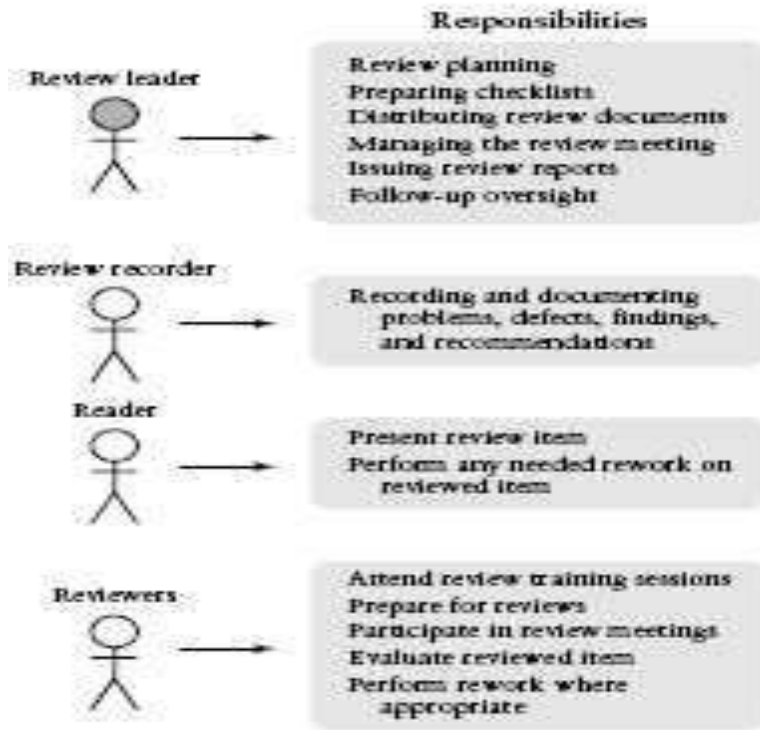 Responsibilities
Review leader
Review planning
Preparing checklists
Distributing review documents
Managing the review meeting
Issuing review reports
Follow-up oversight
Review recorder
Recording and documenting
problems, defects, findings,
and recommendations
Reader
Present review item
Perform any needed rework on
reviewed item
Reviewers
Attend review training sessions
Prepare for reviews
Participate in review meetings
Evaluate reviewed item
Perform rework where
appropriate